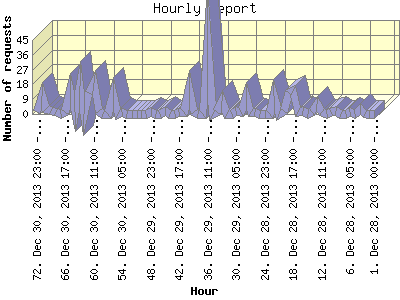 Hourly Report
Number of requests
45
36
27
18
9
0
72. Dec 30, 2013 23:00 -...
66. Dec 30, 2013 17:00 -...
60. Dec 30, 2013 11:00 -...
54. Dec 30, 2013 05:00 -...
48. Dec 29, 2013 23:00 -...
42. Dec 29, 2013 17:00 -...
36. Dec 29, 2013 11:00 -...
30. Dec 29, 2013 05:00 -...
24. Dec 28, 2013 23:00 -...
18. Dec 28, 2013 17:00 -...
12. Dec 28, 2013 11:00 -...
6. Dec 28, 2013 05:00 -...
1. Dec 28, 2013 00:00 -...
Hour